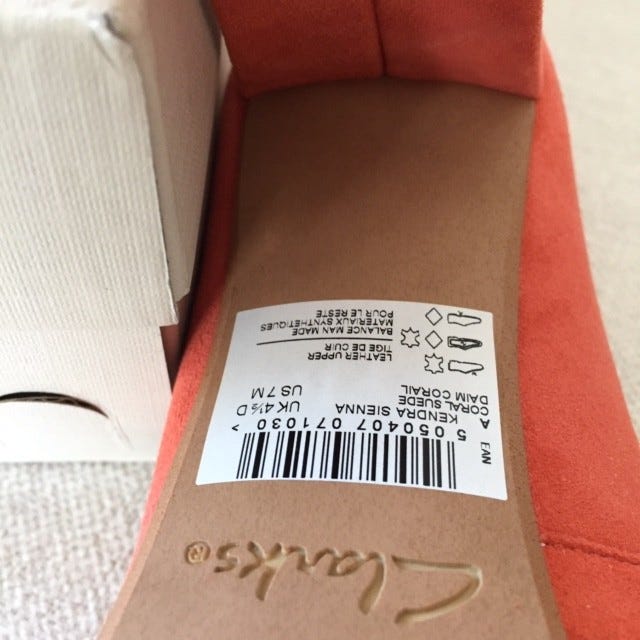 Clarks®
EAN
5 050407 071030 >
A KENDRA SIENNA UK 4½ D
CORAL SUEDE US 7 M
DAIM CORAIL
LEATHER UPPER
TIGE DE CUIR
BALANCE MAN MADE
MATERIAUX SYNTHETIQUES
POUR LE RESTE